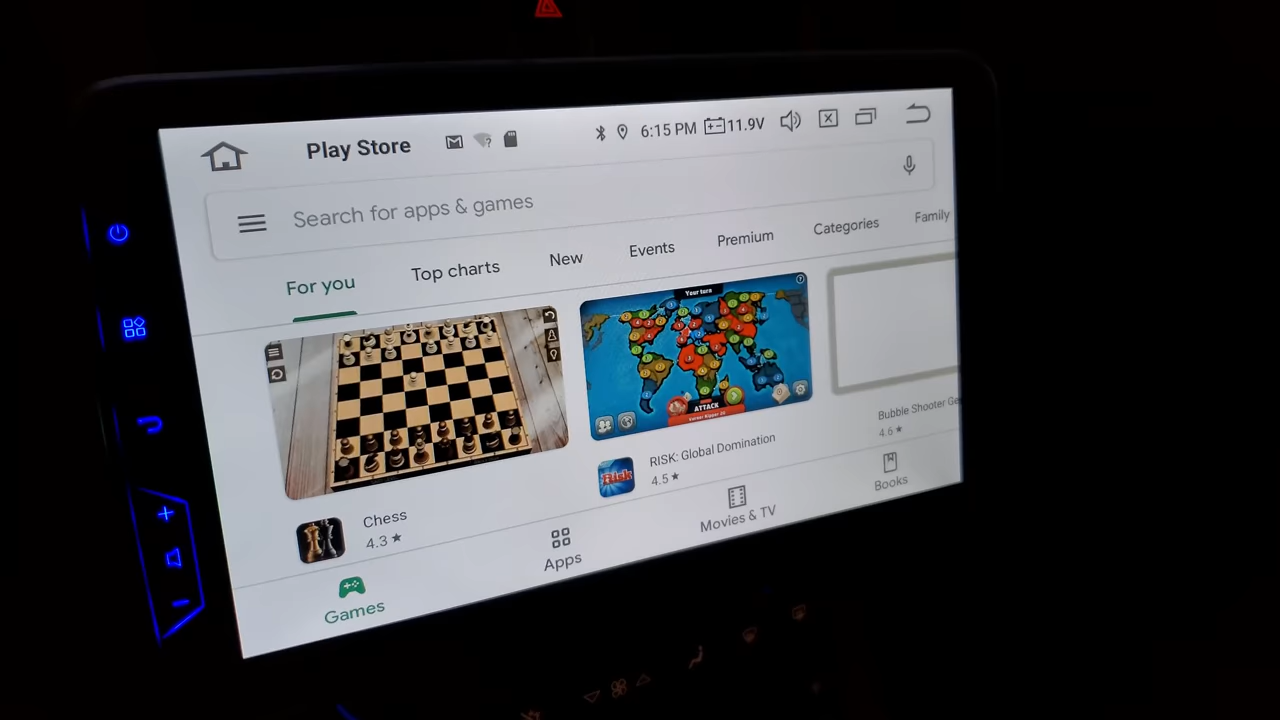 Play Store
6:15 PM
11.9V
Search for apps & games
For you
Top charts
New
Events
Premium
Categories
Family
Your turn
ATTACK
Chess
4.3 ★
RISK
RISK: Global Domination
4.5 ★
Bubble Shooter Ge
4.6 ★
Games
Apps
Movies & TV
Books